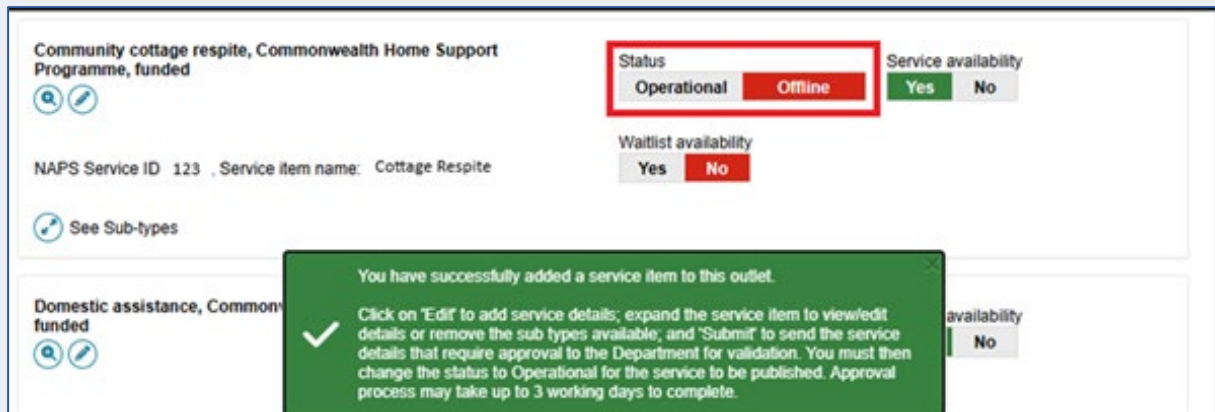 Community cottage respite, Commonwealth Home Support
Programme, funded
Status
Operational Offline
Service availability
Yes No
Waitlist availability
Yes No
NAPS Service ID 123 , Service item name: Cottage Respite
See Sub-types
Domestic assistance,
funded
availability
No
You have successfully added a service item to this outlet.
Click on 'Edit' to add service details; expand the service item to view/edit
details or remove the sub types available; and 'Submit' to send the service
details that require approval to the Department for validation. You must then
change the status to Operational for the service to be published. Approval
process may take up to 3 working days to complete.